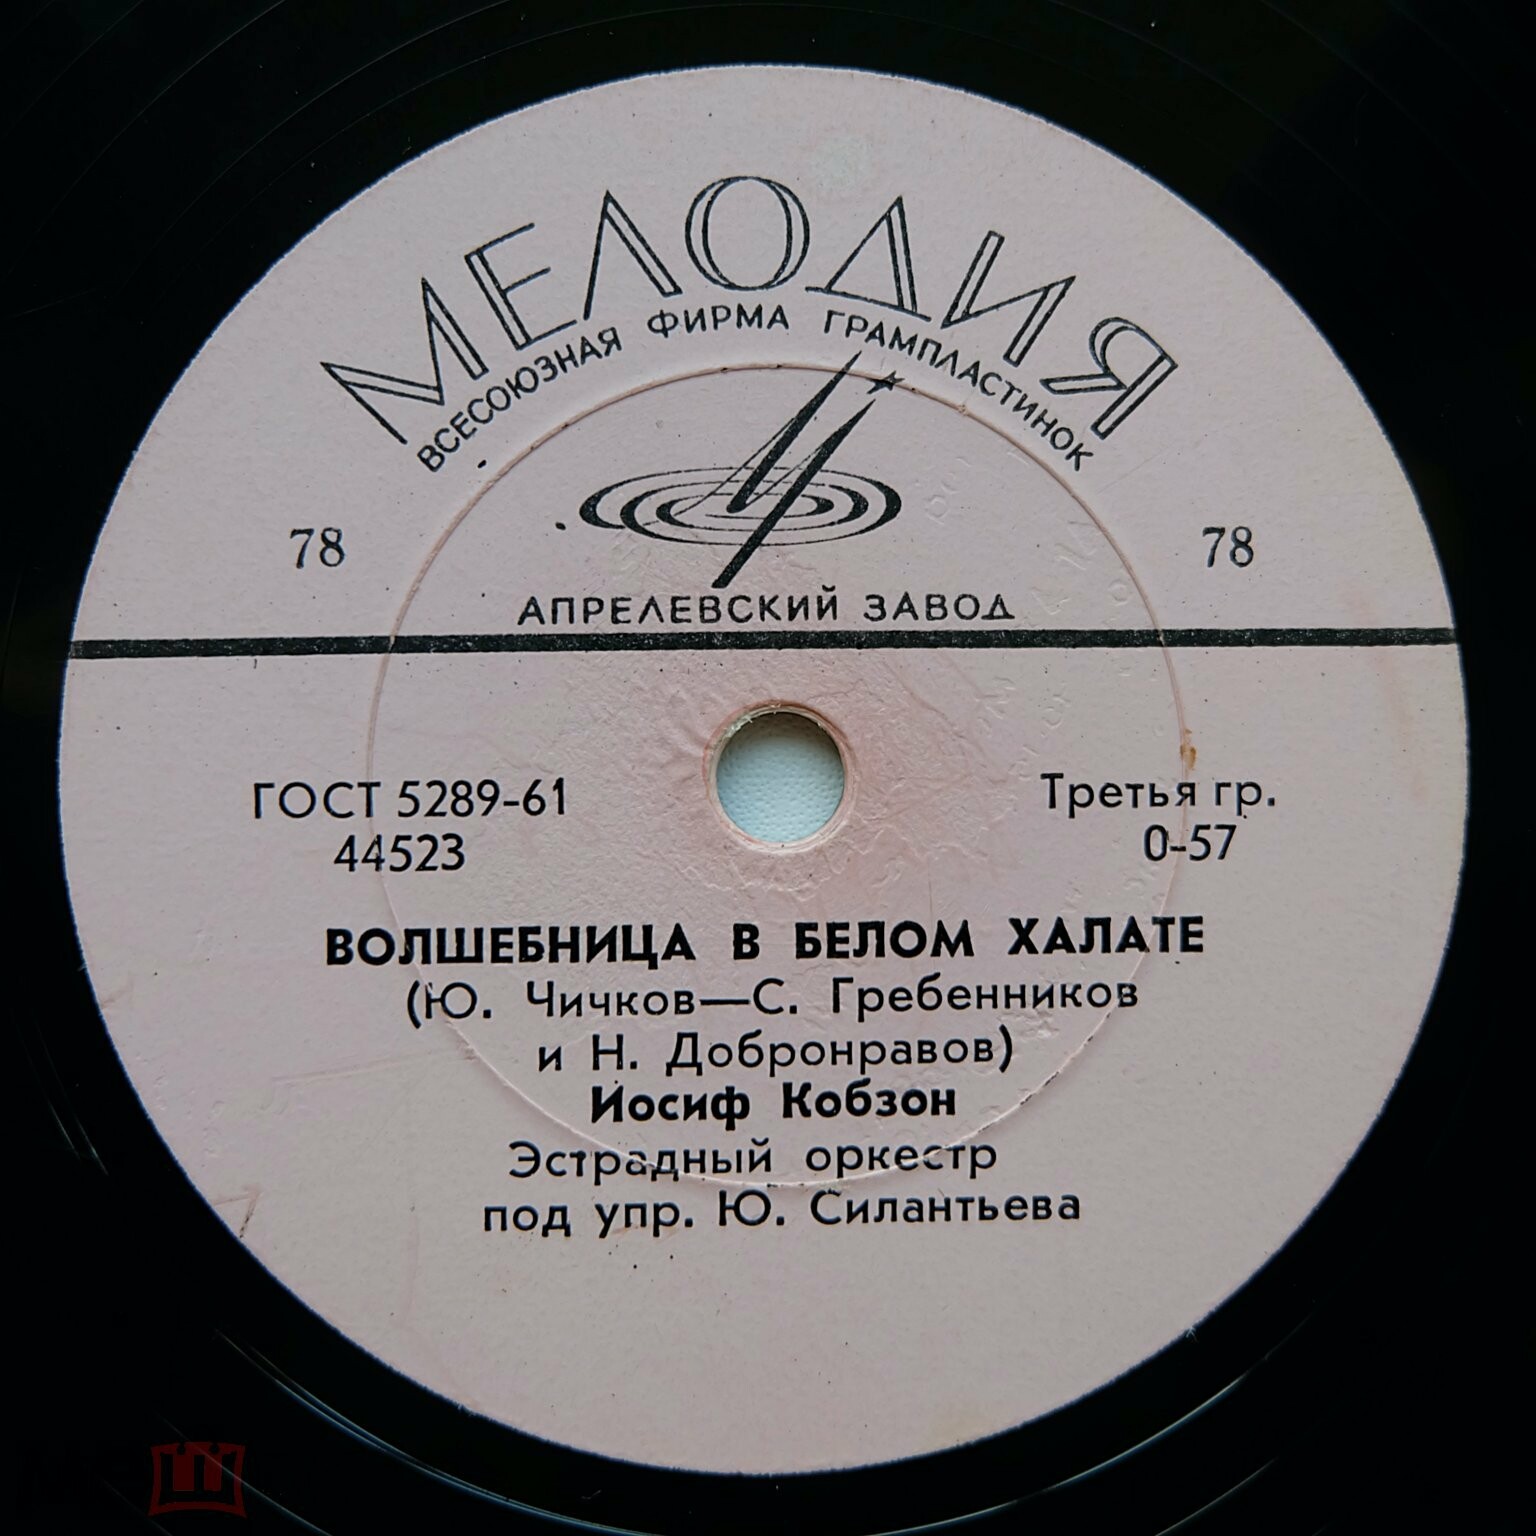 МЕЛОДИЯ
ВСЕСОЮЗНАЯ ФИРМА ГРАМПЛАСТИНОК
78 78
АПРЕЛЕВСКИЙ ЗАВОД
ГОСТ 5289-61 Третья гр.
44523 0-57
ВОЛШЕБНИЦА В БЕЛОМ ХАЛАТЕ
(Ю. Чичков—С. Гребенников
и Н. Добронравов)
Иосиф Кобзон
Эстрадный оркестр
под упр. Ю. Силантьева